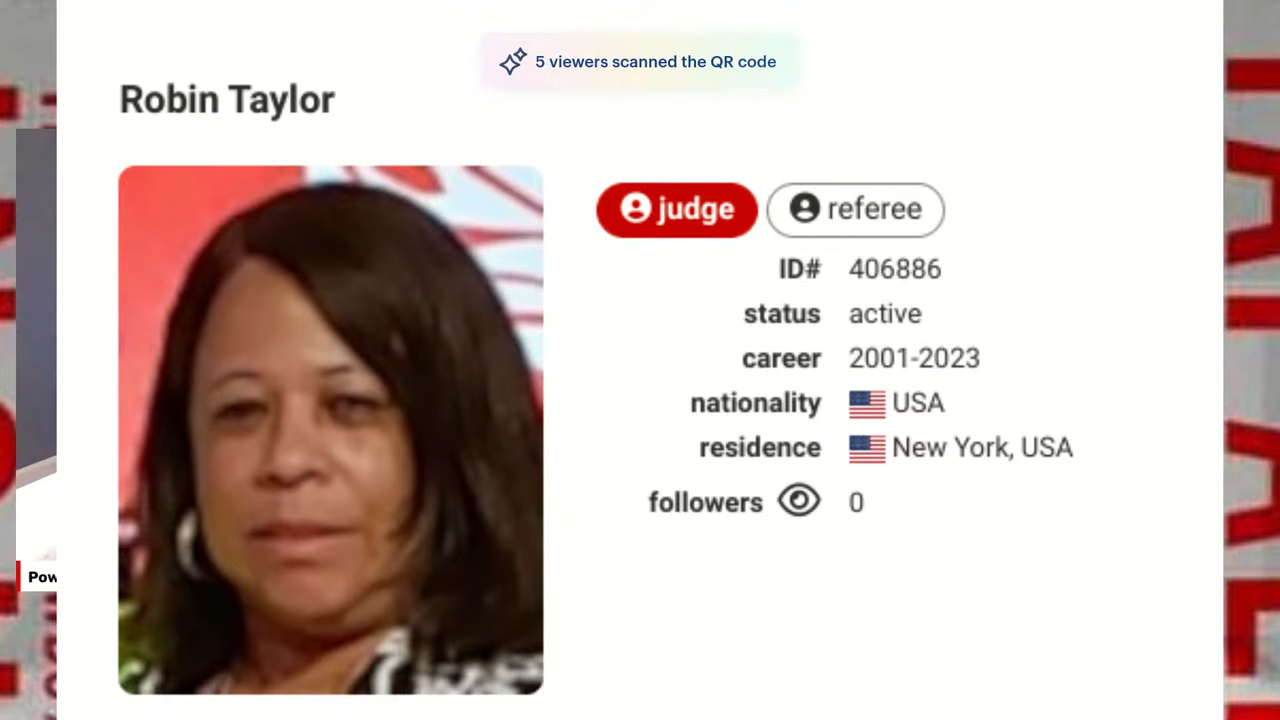 5 viewers scanned the QR code
Robin Taylor
judge referee
ID# 406886
status active
career 2001-2023
nationality USA
residence New York, USA
followers 0
Pow